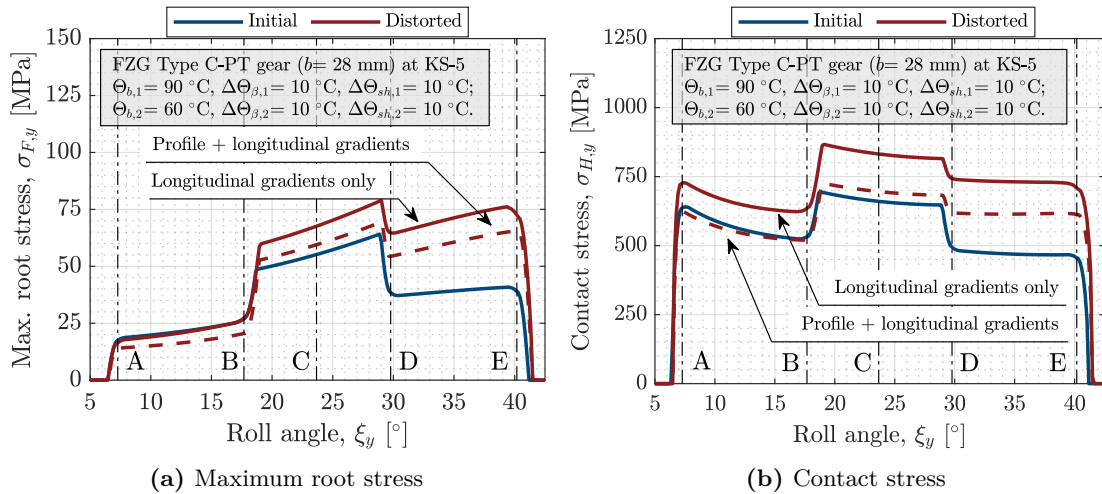 Initial Distorted
150
125
100
75
50
25
0
Max. root stress, σF,y [MPa]
FZG Type C-PT gear (b= 28 mm) at KS-5
Θb,1= 90 °C, ΔΘβ,1= 10 °C, ΔΘsh,1= 10 °C;
Θb,2= 60 °C, ΔΘβ,2= 10 °C, ΔΘsh,2= 10 °C.
Profile + longitudinal gradients
Longitudinal gradients only
A B C D E
5 10 15 20 25 30 35 40
Roll angle, ξy [°]
(a) Maximum root stress
Initial Distorted
1250
1000
750
500
250
0
Contact stress, σH,y [MPa]
FZG Type C-PT gear (b= 28 mm) at KS-5
Θb,1= 90 °C, ΔΘβ,1= 10 °C, ΔΘsh,1= 10 °C;
Θb,2= 60 °C, ΔΘβ,2= 10 °C, ΔΘsh,2= 10 °C.
Longitudinal gradients only
Profile + longitudinal gradients
A B C D E
5 10 15 20 25 30 35 40
Roll angle, ξy [°]
(b) Contact stress